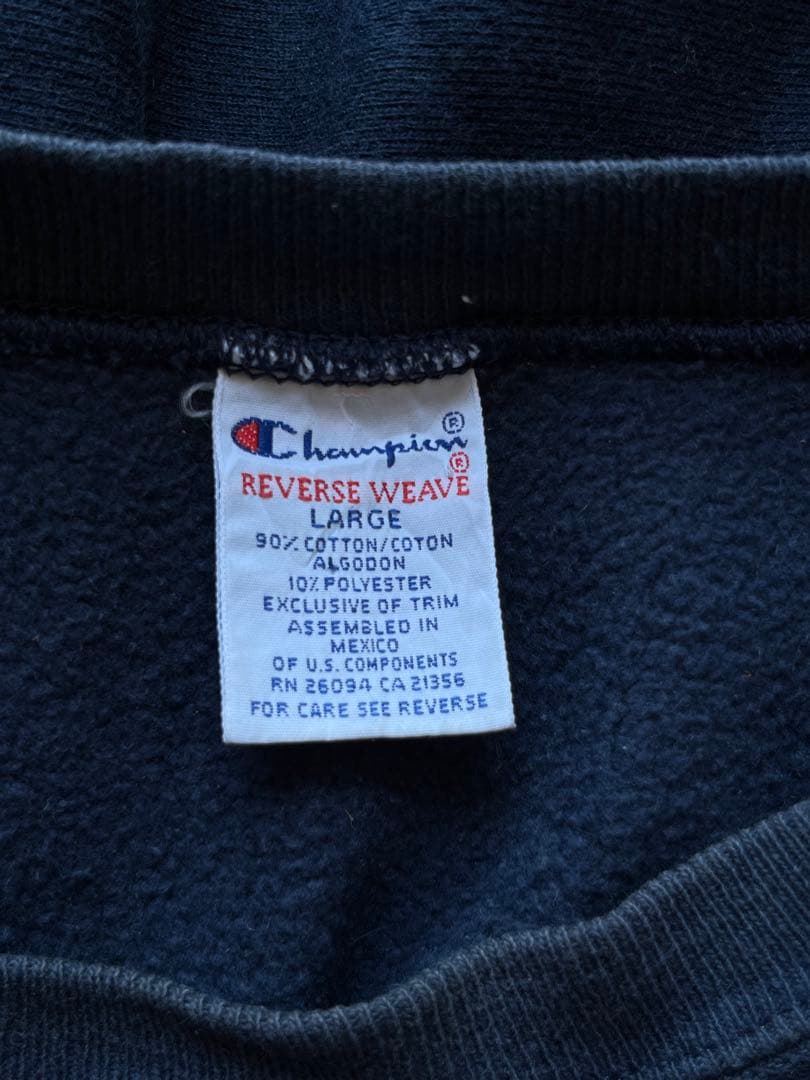 Champion®
REVERSE WEAVE®
LARGE
90% COTTON/COTON
ALGODON
10% POLYESTER
EXCLUSIVE OF TRIM
ASSEMBLED IN
MEXICO
OF U.S. COMPONENTS
RN 26094 CA 21356
FOR CARE SEE REVERSE